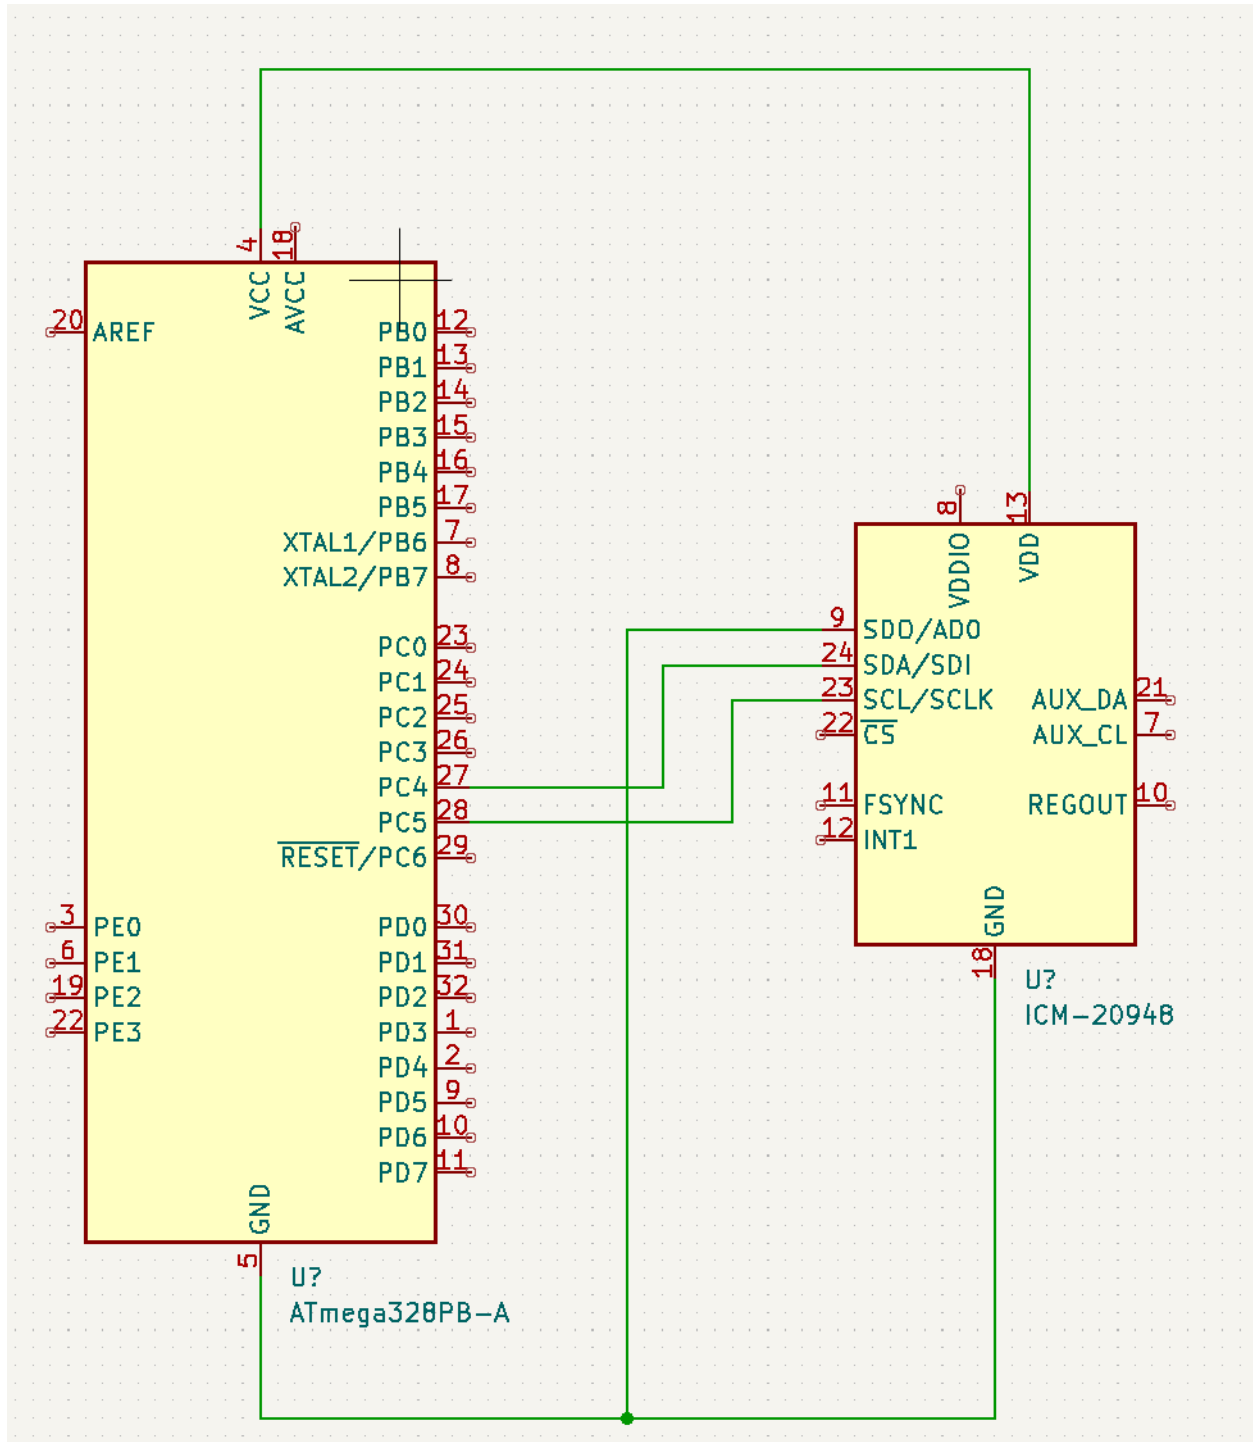 4
VCC
18
AVCC
20 AREF
PB0 12
PB1 13
PB2 14
PB3 15
PB4 16
PB5 17
XTAL1/PB6 7
XTAL2/PB7 8
PC0 23
PC1 24
PC2 25
PC3 26
PC4 27
PC5 28
RESET/PC6 29
3 PE0
6 PE1
19 PE2
22 PE3
PD0 30
PD1 31
PD2 32
PD3 1
PD4 2
PD5 9
PD6 10
PD7 11
GND
5
U?
ATmega328PB-A
8
VDDIO
13
VDD
9 SDO/AD0
24 SDA/SDI
23 SCL/SCLK
22 CS
11 FSYNC
12 INT1
AUX_DA 21
AUX_CL 7
REGOUT 10
GND
18
U?
ICM-20948